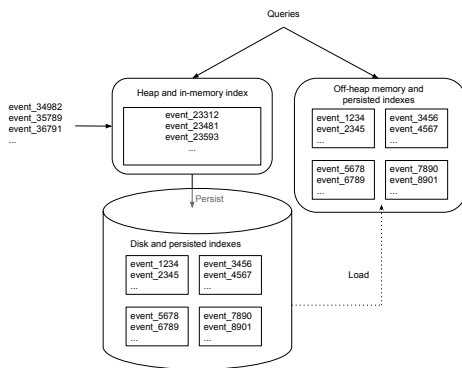 Queries
Heap and in-memory index
event_23312
event_23481
event_23593
...
event_34982
event_35789
event_36791
...
Off-heap memory and
persisted indexes
event_1234
event_2345
...
event_3456
event_4567
...
event_5678
event_6789
...
event_7890
event_8901
...
Persist
Disk and persisted indexes
event_1234
event_2345
...
event_3456
event_4567
...
event_5678
event_6789
...
event_7890
event_8901
...
Load